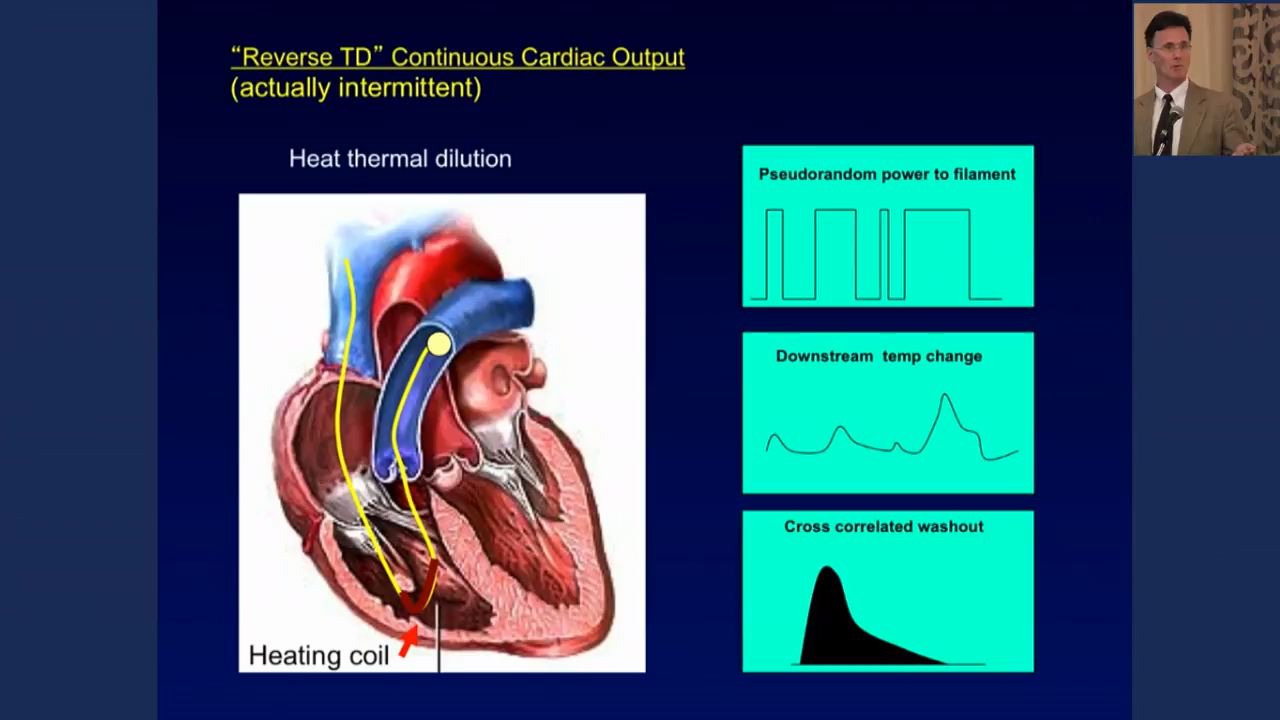 “Reverse TD” Continuous Cardiac Output
(actually intermittent)
Heat thermal dilution
Heating coil
Pseudorandom power to filament
Downstream temp change
Cross correlated washout